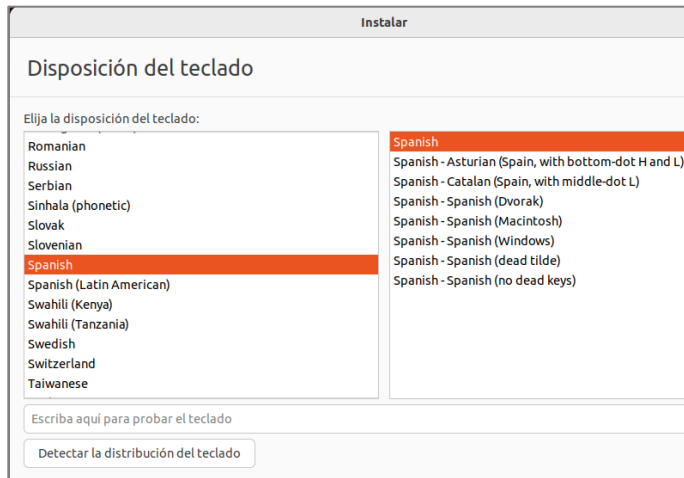 Instalar
Disposición del teclado
Elija la disposición del teclado:
Romanian
Russian
Serbian
Sinhala (phonetic)
Slovak
Slovenian
Spanish
Spanish (Latin American)
Swahili (Kenya)
Swahili (Tanzania)
Swedish
Switzerland
Taiwanese
Spanish
Spanish - Asturian (Spain, with bottom-dot H and L)
Spanish - Catalan (Spain, with middle-dot L)
Spanish - Spanish (Dvorak)
Spanish - Spanish (Macintosh)
Spanish - Spanish (Windows)
Spanish - Spanish (dead tilde)
Spanish - Spanish (no dead keys)
Escriba aquí para probar el teclado
Detectar la distribución del teclado